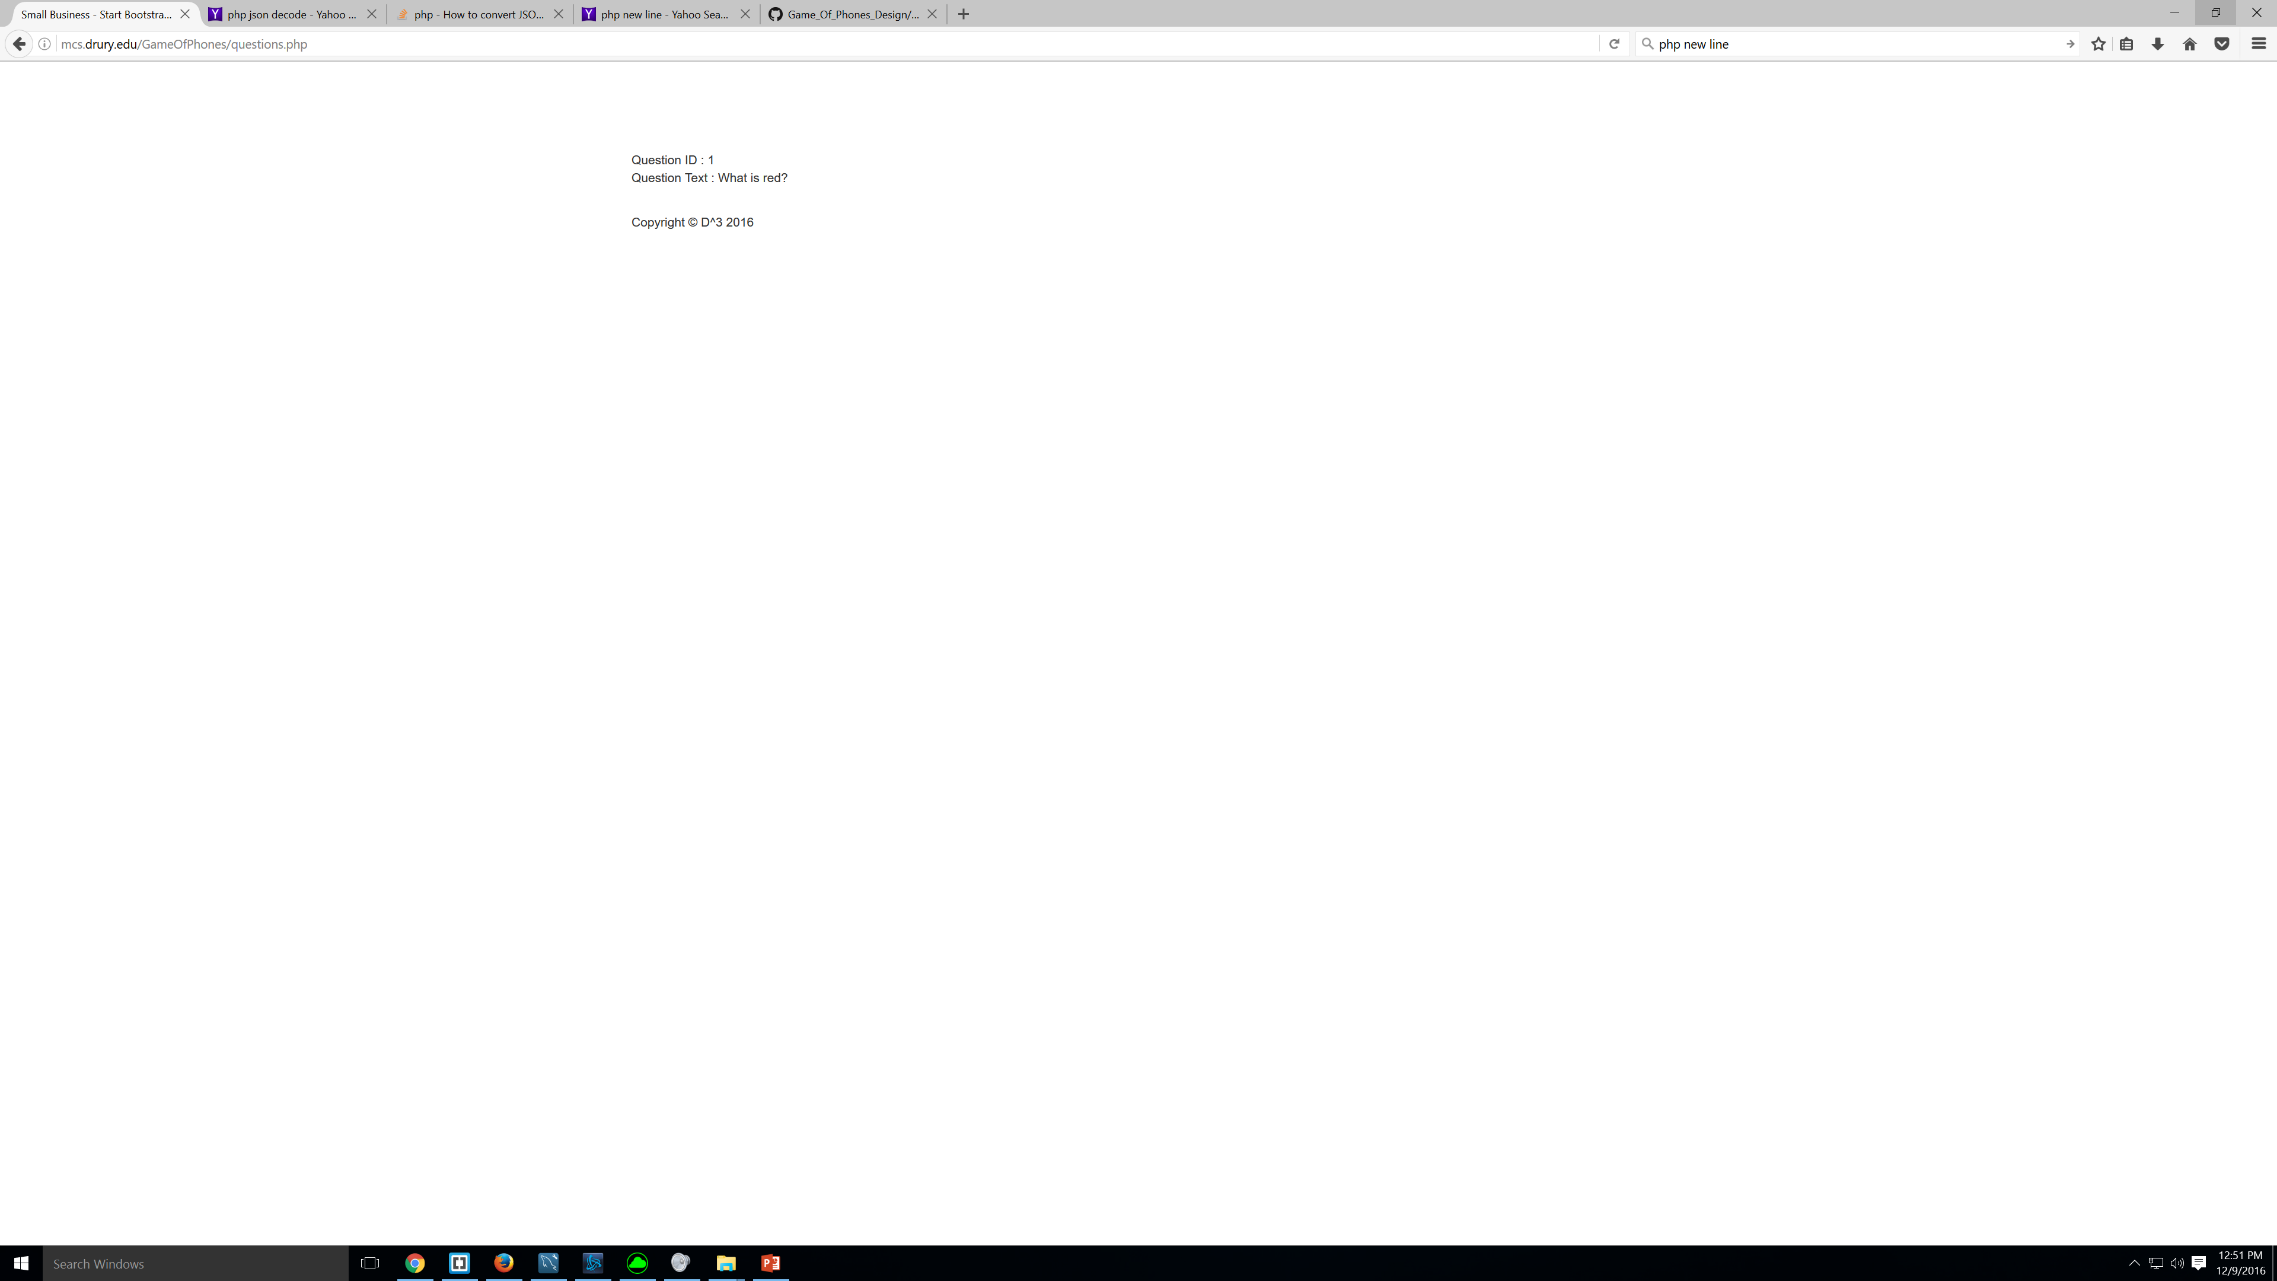 Small Business - Start Bootstra...
php json decode - Yahoo ...
php - How to convert JSO...
php new line - Yahoo Sea...
Game_Of_Phones_Design/...
mcs.drury.edu/GameOfPhones/questions.php
php new line
Question ID : 1
Question Text : What is red?
Copyright © D^3 2016
Search Windows
12:51 PM
12/9/2016